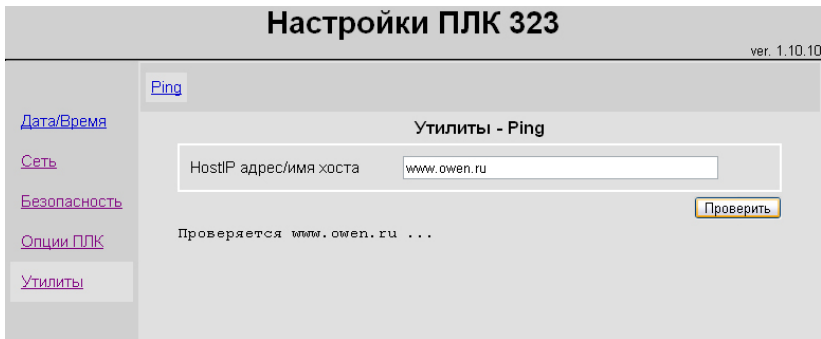 Настройки ПЛК 323
ver. 1.10.10
Ping
Дата/Время
Сеть
Безопасность
Опции ПЛК
Утилиты
Утилиты - Ping
HostIP адрес/имя хоста
www.owen.ru
Проверить
Проверяется www.owen.ru ...